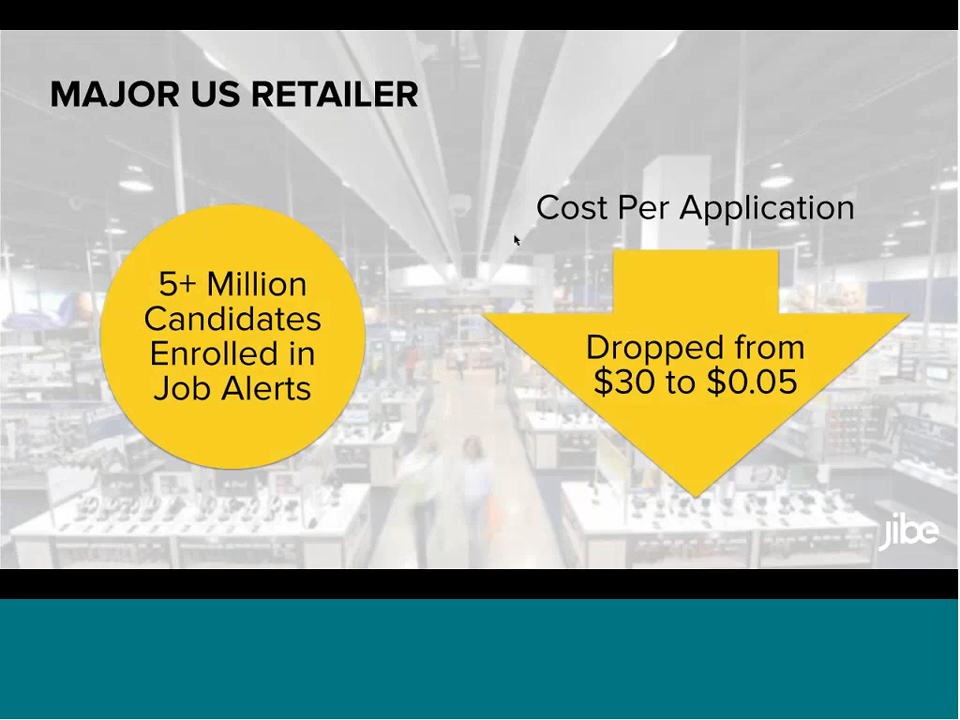 MAJOR US RETAILER
5+ Million
Candidates
Enrolled in
Job Alerts
Cost Per Application
Dropped from
$30 to $0.05
jibe